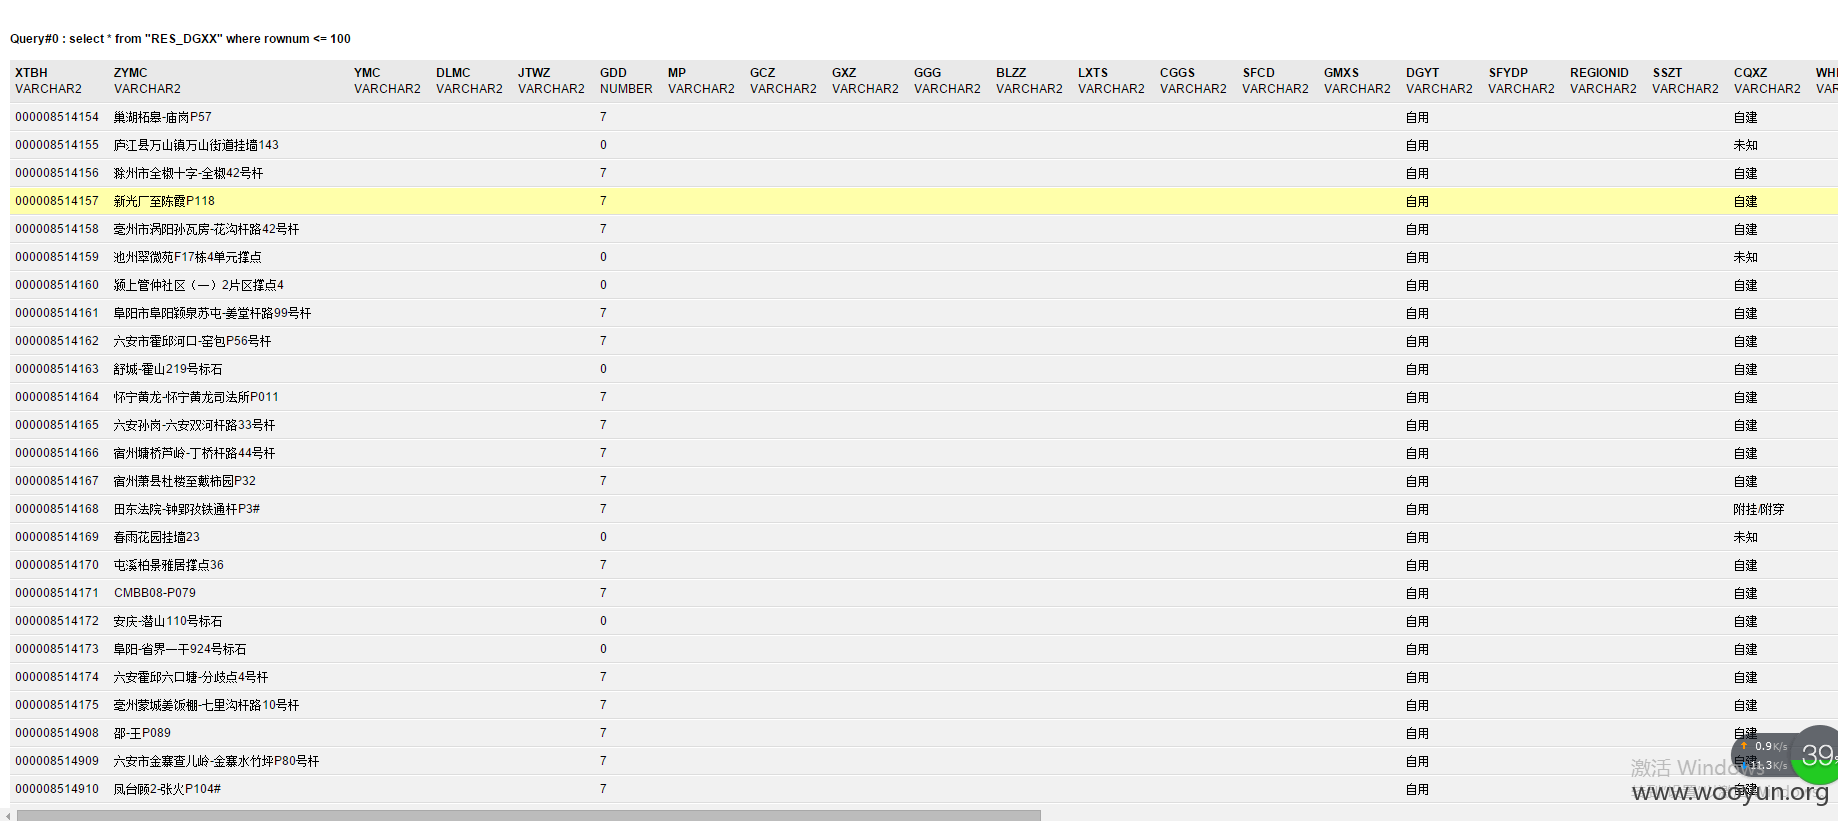 Query#0 : select * from "RES_DGXX" where rownum <= 100
XTBH ZYMC YMC DLMC JTWZ GDD MP GCZ GXZ GGG BLZZ LXTS CGGS SFCD GMXS DGYT SFYDP REGIONID SSZT CQXZ
VARCHAR2 VARCHAR2 VARCHAR2 VARCHAR2 VARCHAR2 NUMBER VARCHAR2 VARCHAR2 VARCHAR2 VARCHAR2 VARCHAR2 VARCHAR2 VARCHAR2 VARCHAR2 VARCHAR2 VARCHAR2 VARCHAR2 VARCHAR2 VARCHAR2 VARCHAR2
000008514154 巢湖柘皋-庙岗P57 7 自用 自建
000008514155 庐江县万山镇万山街道挂墙143 0 自用 未知
000008514156 滁州市全椒十字-全椒42号杆 7 自用 自建
000008514157 新光厂至陈霞P118 7 自用 自建
000008514158 亳州市涡阳孙瓦房-花沟杆路42号杆 7 自用 自建
000008514159 池州翠微苑F17栋4单元撑点 0 自用 未知
000008514160 颍上管仲社区（一）2片区撑点4 0 自用 自建
000008514161 阜阳市阜阳颍泉苏屯-姜堂杆路99号杆 7 自用 自建
000008514162 六安市霍邱河口-窑包P56号杆 7 自用 自建
000008514163 舒城-霍山219号标石 0 自用 自建
000008514164 怀宁黄龙-怀宁黄龙司法所P011 7 自用 自建
000008514165 六安孙岗-六安双河杆路33号杆 7 自用 自建
000008514166 宿州墉桥芦岭-丁桥杆路44号杆 7 自用 自建
000008514167 宿州萧县杜楼至戴柿园P32 7 自用 自建
000008514168 田东法院-钟郢孜铁通杆P3# 7 自用 附挂/附穿
000008514169 春雨花园挂墙23 0 自用 未知
000008514170 屯溪柏景雅居撑点36 7 自用 自建
000008514171 CMBB08-P079 7 自用 自建
000008514172 安庆-潜山110号标石 0 自用 自建
000008514173 阜阳-省界一干924号标石 0 自用 自建
000008514174 六安霍邱六口塘-分歧点4号杆 7 自用 自建
000008514175 亳州蒙城姜饭棚-七里沟杆路10号杆 7 自用 自建
000008514908 邵-王P089 7 自用 自建
000008514909 六安市金寨查儿岭-金寨水竹坪P80号杆 7 自用 自建
000008514910 凤台顾2-张火P104# 7 自用 自建
0.9K/s
11.3K/s
39%
激活 Windows
www.wooyun.org